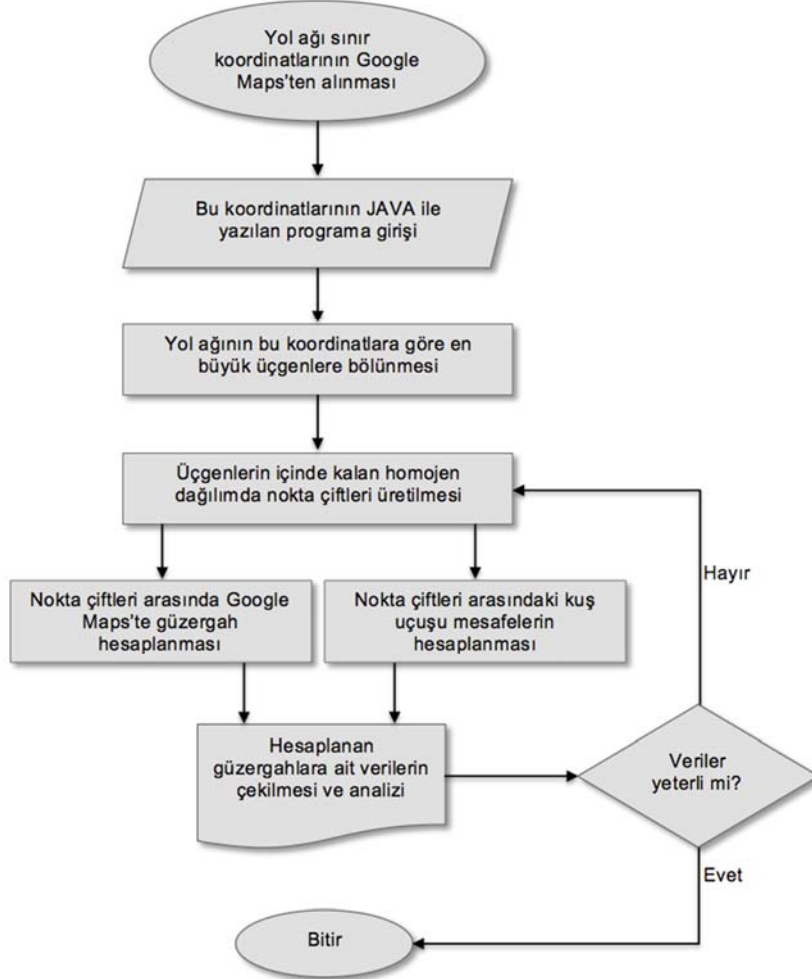 Yol ağı sınır
koordinatlarının Google
Maps'ten alınması
Bu koordinatlarının JAVA ile
yazılan programa girişi
Yol ağının bu koordinatlara göre en
büyük üçgenlere bölünmesi
Üçgenlerin içinde kalan homojen
dağılımda nokta çiftleri üretilmesi
Nokta çiftleri arasında Google
Maps'te güzergah
hesaplanması
Nokta çiftleri arasındaki kuş
uçuşu mesafelerin
hesaplanması
Hayır
Hesaplanan
güzergahlara ait verilerin
çekilmesi ve analizi
Veriler
yeterli mi?
Evet
Bitir